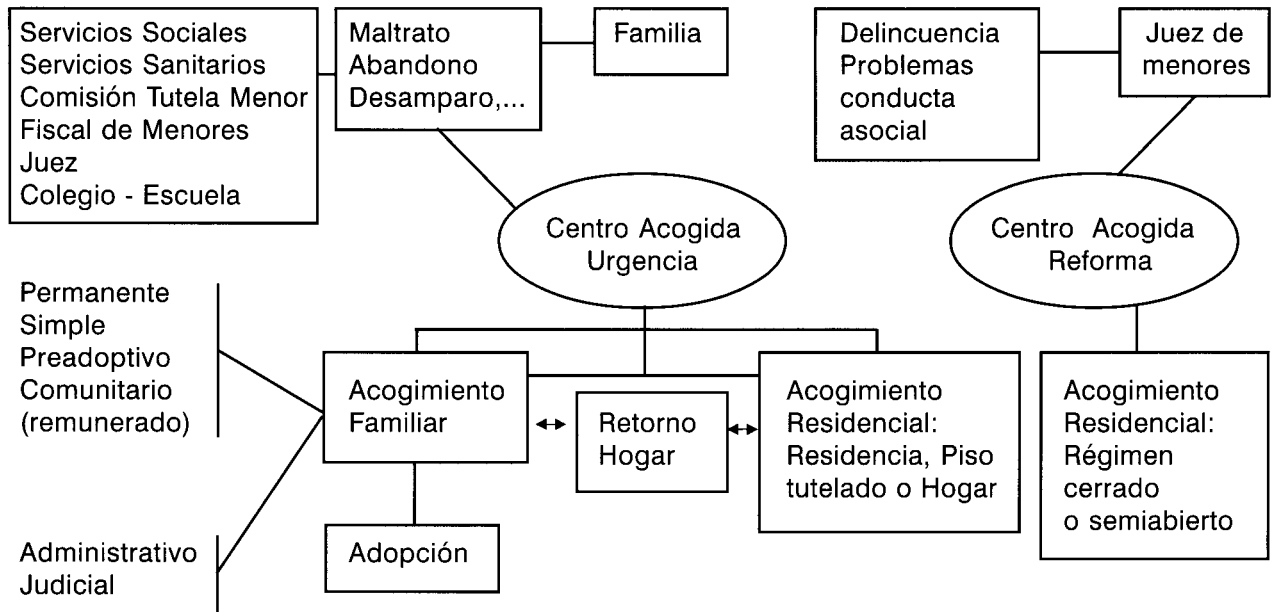 Servicios Sociales
Servicios Sanitarios
Comisión Tutela Menor
Fiscal de Menores
Juez
Colegio - Escuela
Maltrato
Abandono
Desamparo,...
Familia
Delincuencia
Problemas
conducta
asocial
Juez de
menores
Centro Acogida
Urgencia
Centro Acogida
Reforma
Permanente
Simple
Preadoptivo
Comunitario
(remunerado)
Administrativo
Judicial
Acogimiento
Familiar
Retorno
Hogar
Acogimiento
Residencial:
Residencia, Piso
tutelado o Hogar
Acogimiento
Residencial:
Régimen
cerrado
o semiabierto
Adopción